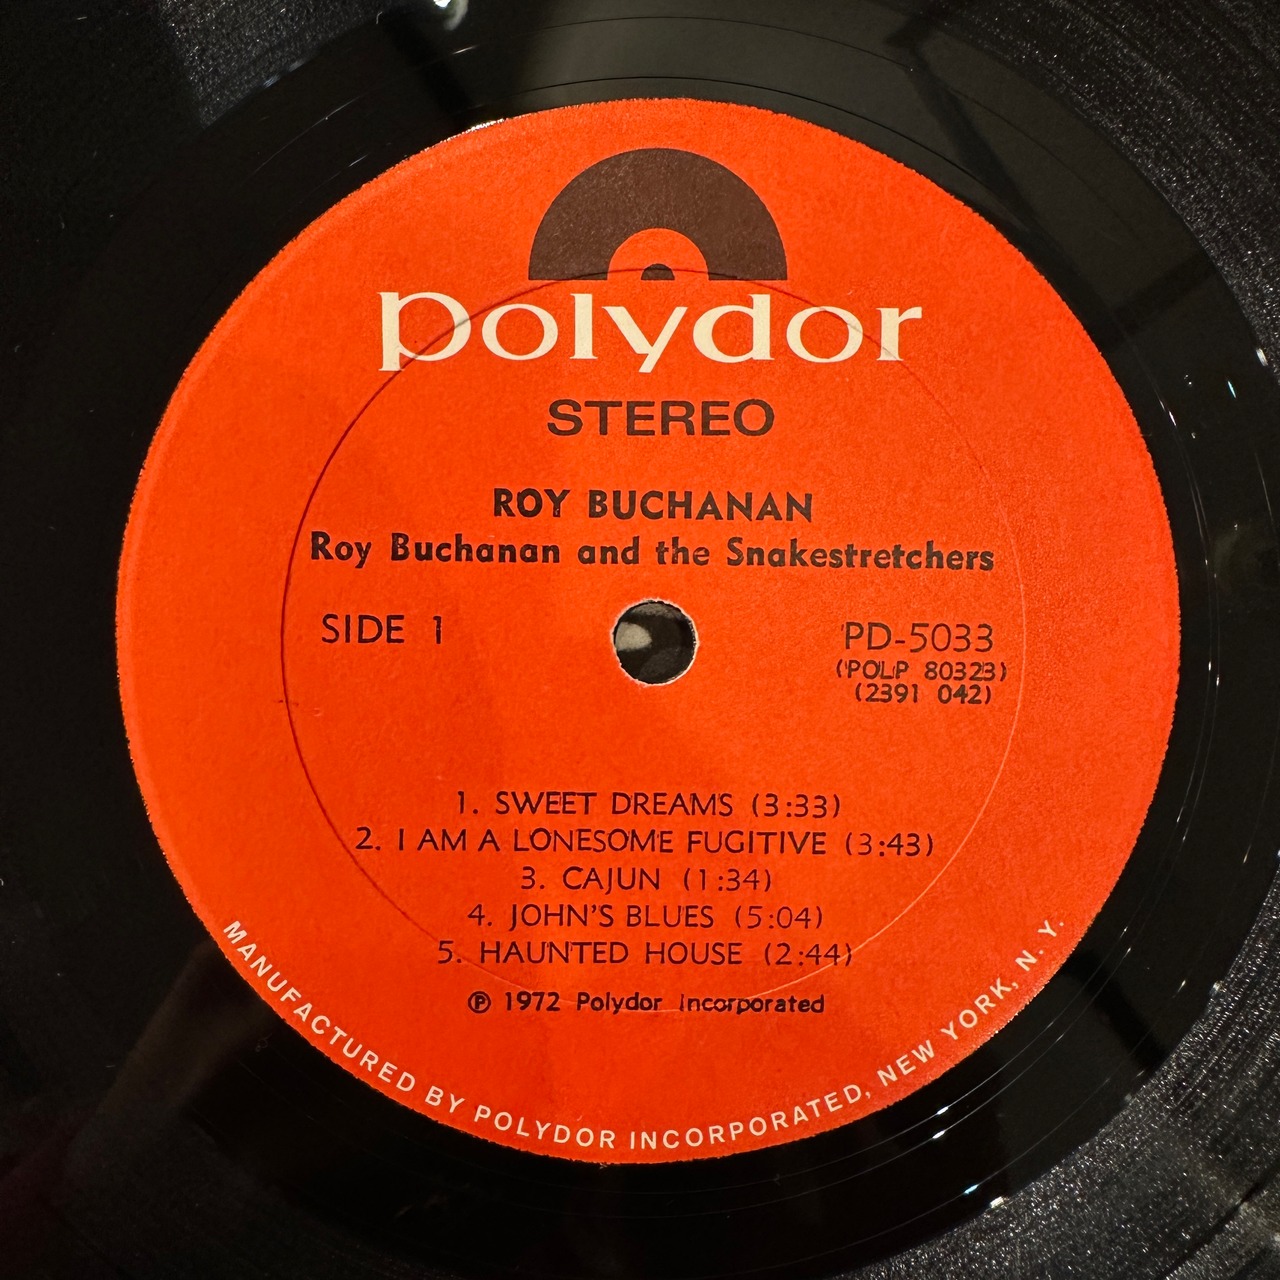 polydor
STEREO
ROY BUCHANAN
Roy Buchanan and the Snakestretchers
SIDE 1
PD-5033
(POLP 80323)
(2391 042)
1. SWEET DREAMS (3:33)
2. I AM A LONESOME FUGITIVE (3:43)
3. CAJUN (1:34)
4. JOHN'S BLUES (5:04)
5. HAUNTED HOUSE (2:44)
℗ 1972 Polydor Incorporated
MANUFACTURED BY POLYDOR INCORPORATED, NEW YORK, N.Y.